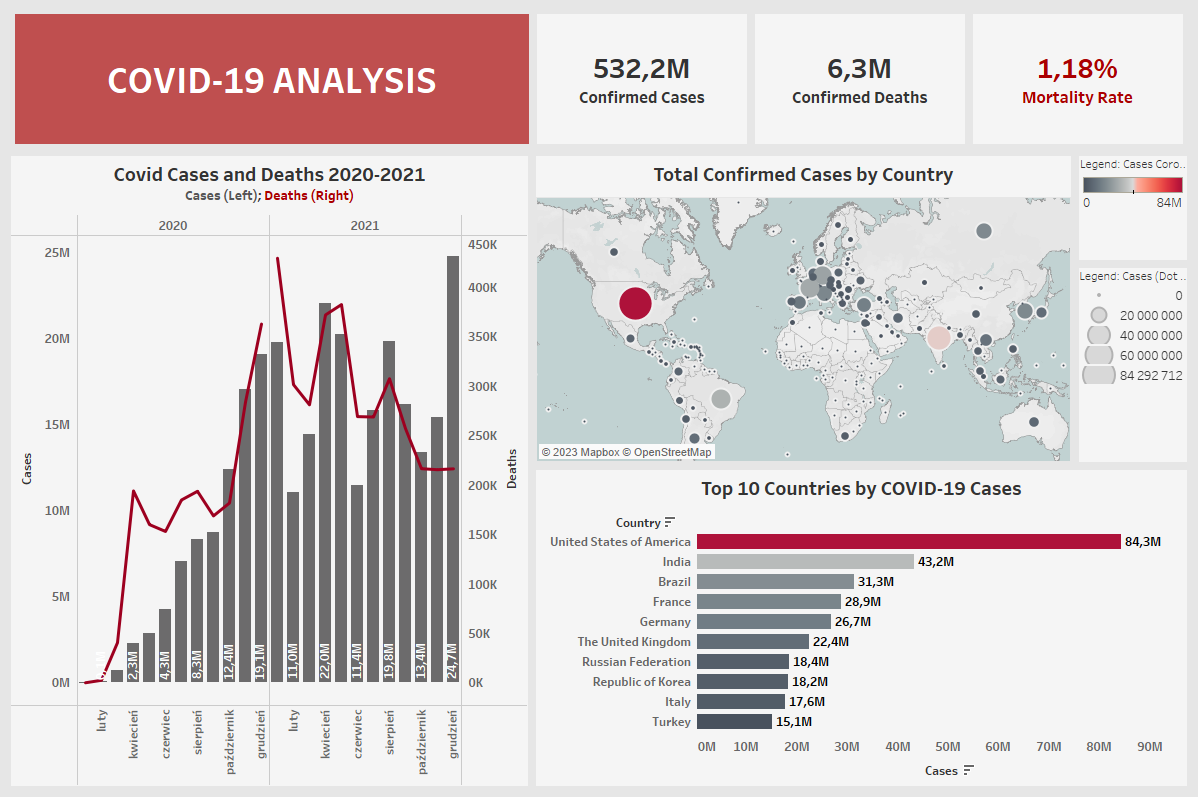 COVID-19 ANALYSIS
532,2M
Confirmed Cases
6,3M
Confirmed Deaths
1,18%
Mortality Rate
Covid Cases and Deaths 2020-2021
Cases (Left); Deaths (Right)
2020
2021
25M
20M
15M
10M
5M
0M
Cases
450K
400K
350K
300K
250K
200K
150K
100K
50K
0K
Deaths
2,3M
4,3M
8,3M
12,4M
19,1M
11,0M
22,0M
11,4M
19,8M
13,4M
24,7M
luty
kwiecień
czerwiec
sierpień
październik
grudzień
luty
kwiecień
czerwiec
sierpień
październik
grudzień
Total Confirmed Cases by Country
© 2023 Mapbox © OpenStreetMap
Legend: Cases Coro..
0 84M
Legend: Cases (Dot ..
0
20 000 000
40 000 000
60 000 000
84 292 712
Top 10 Countries by COVID-19 Cases
Country
United States of America 84,3M
India 43,2M
Brazil 31,3M
France 28,9M
Germany 26,7M
The United Kingdom 22,4M
Russian Federation 18,4M
Republic of Korea 18,2M
Italy 17,6M
Turkey 15,1M
0M 10M 20M 30M 40M 50M 60M 70M 80M 90M
Cases